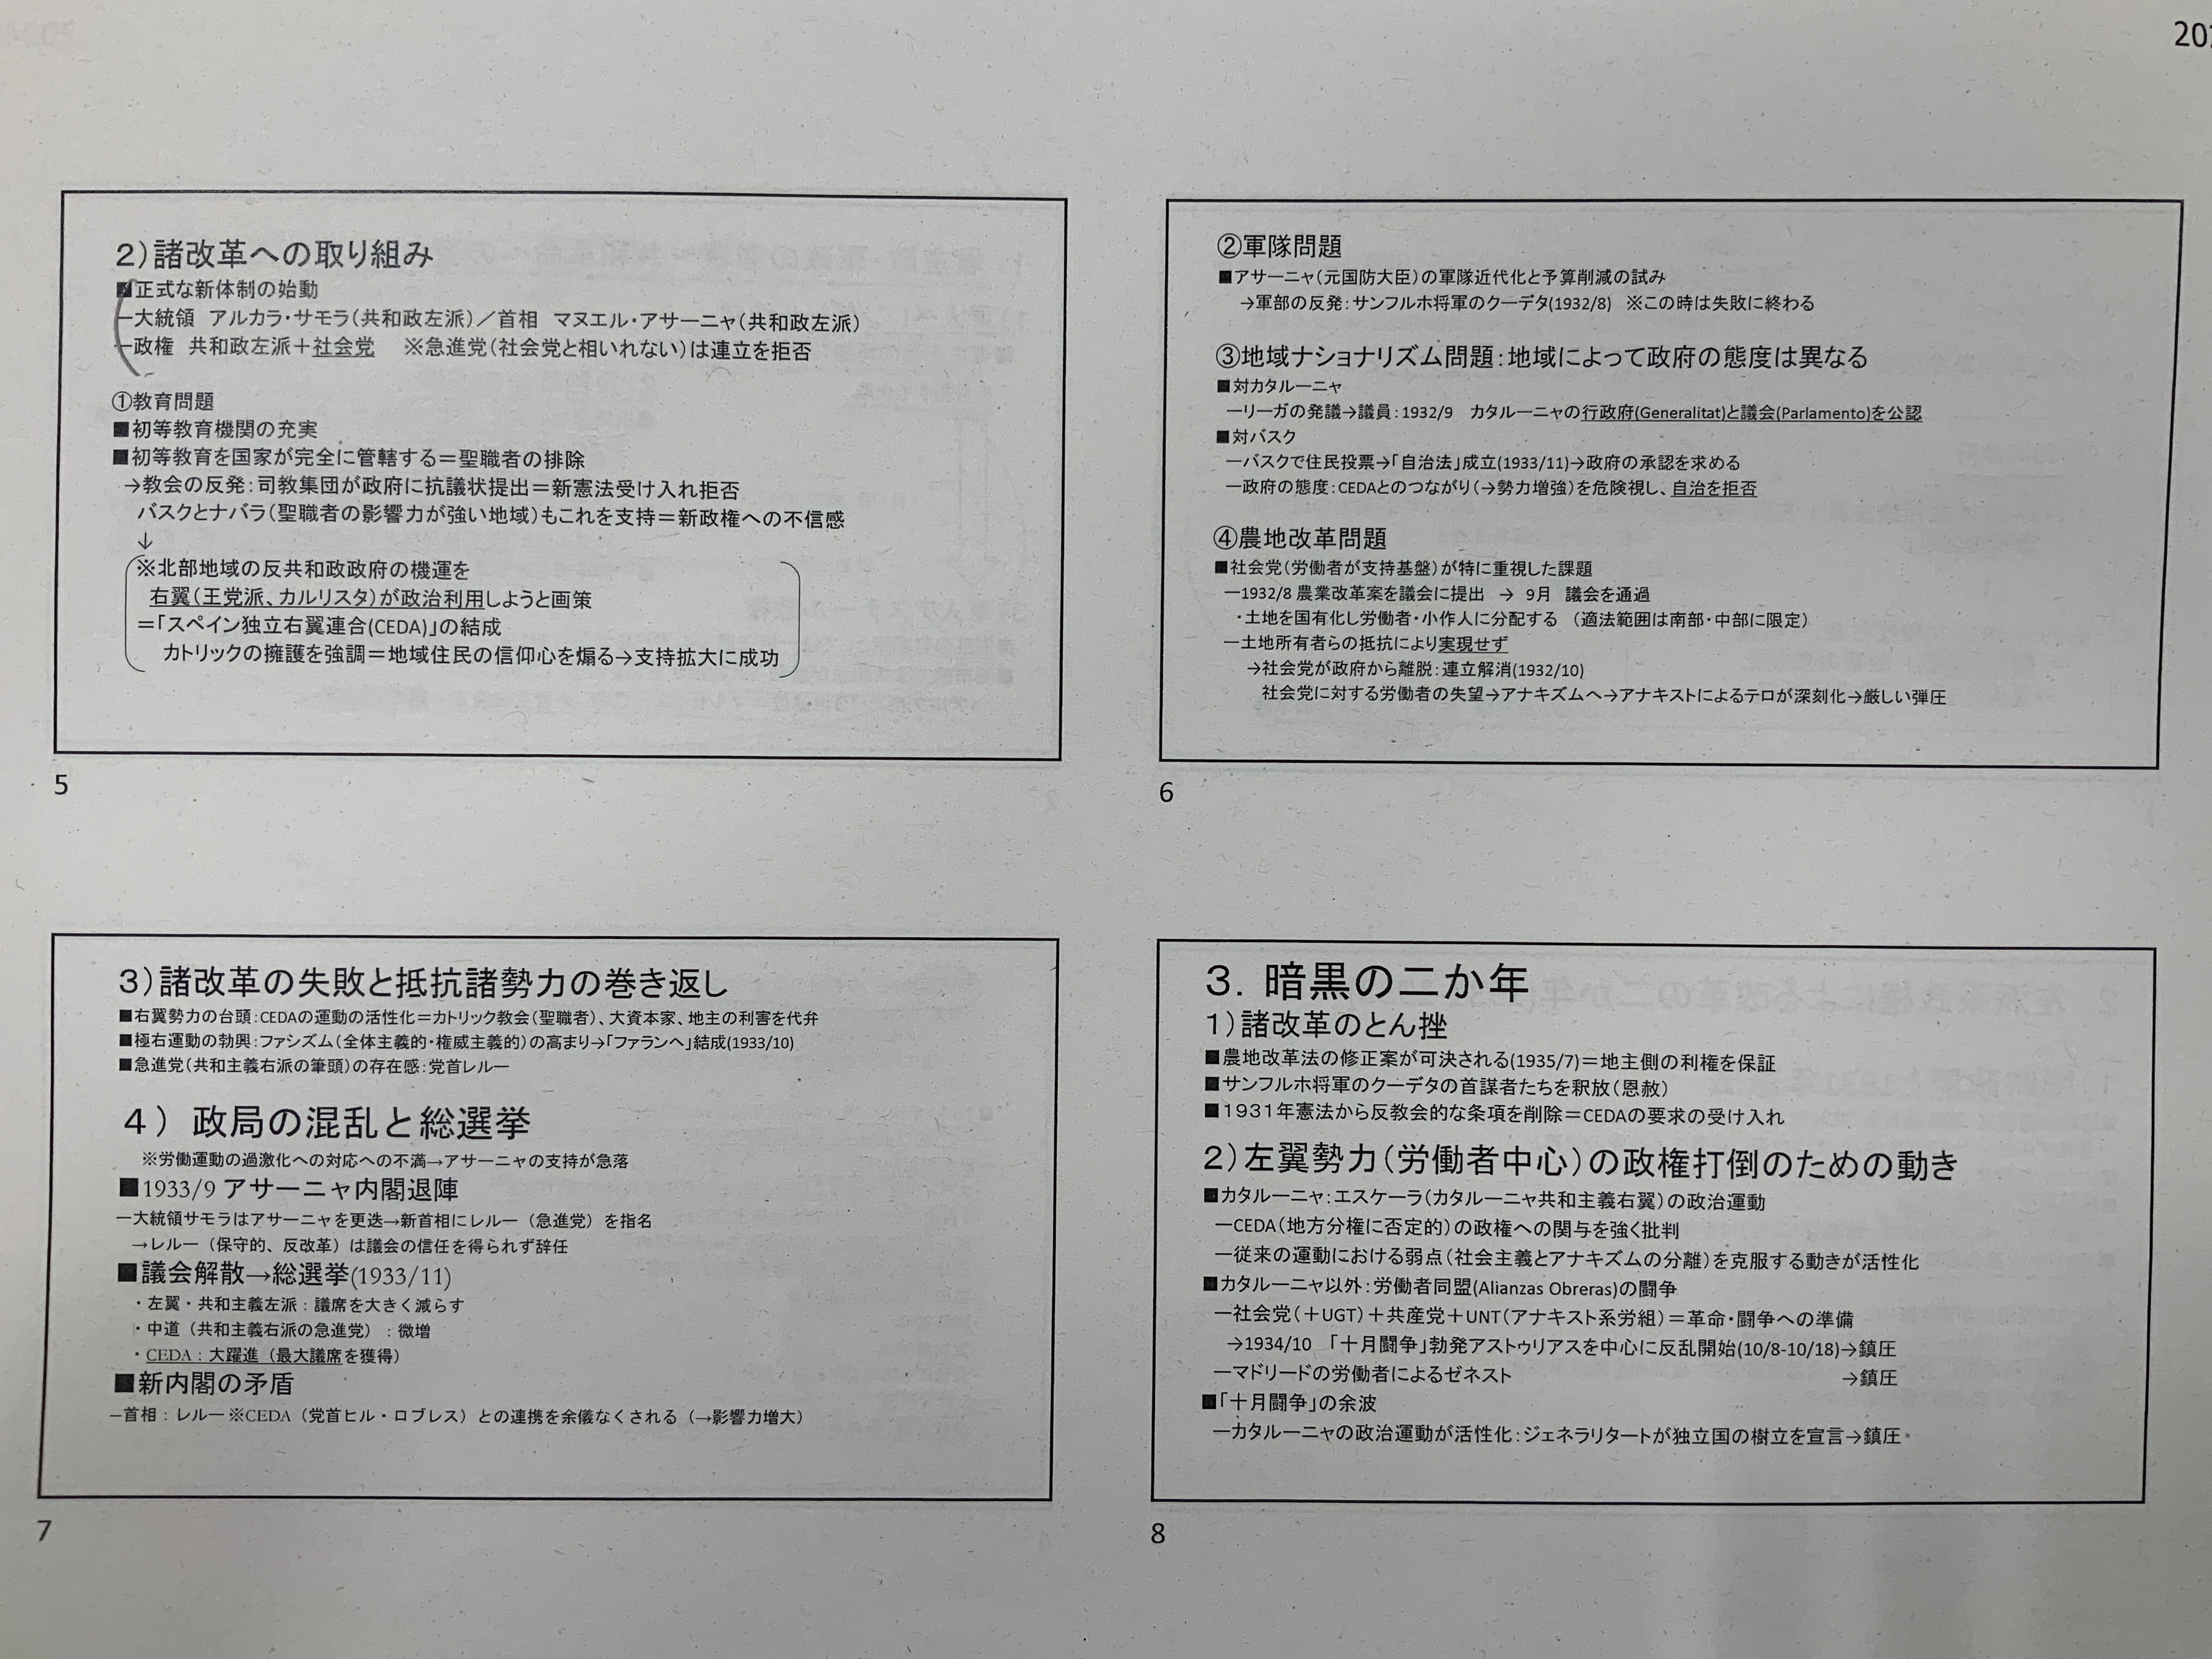 202
2）諸改革への取り組み
■正式な新体制の始動
ー大統領　アルカラ・サモラ（共和政左派）／首相　マヌエル・アサーニャ（共和政左派）
ー政権　共和政左派＋社会党　※急進党（社会党と相いれない）は連立を拒否
①教育問題
■初等教育機関の充実
■初等教育を国家が完全に管轄する＝聖職者の排除
→教会の反発：司教集団が政府に抗議状提出＝新憲法受け入れ拒否
バスクとナバラ（聖職者の影響力が強い地域）もこれを支持＝新政権への不信感
↓
※北部地域の反共和政政府の機運を
右翼（王党派、カルリスタ）が政治利用しようと画策
＝「スペイン独立右翼連合(CEDA)」の結成
カトリックの擁護を強調＝地域住民の信仰心を煽る→支持拡大に成功
5
②軍隊問題
■アサーニャ（元国防大臣）の軍隊近代化と予算削減の試み
→軍部の反発：サンフルホ将軍のクーデタ(1932/8)　※この時は失敗に終わる
③地域ナショナリズム問題：地域によって政府の態度は異なる
■対カタルーニャ
ーリーガの発議→議員：1932/9　カタルーニャの行政府(Generalitat)と議会(Parlamento)を公認
■対バスク
ーバスクで住民投票→「自治法」成立(1933/11)→政府の承認を求める
ー政府の態度：CEDAとのつながり（→勢力増強）を危険視し、自治を拒否
④農地改革問題
■社会党（労働者が支持基盤）が特に重視した課題
ー1932/8 農業改革案を議会に提出　→　9月　議会を通過
・土地を国有化し労働者・小作人に分配する　（適法範囲は南部・中部に限定）
ー土地所有者らの抵抗により実現せず
→社会党が政府から離脱：連立解消(1932/10)
社会党に対する労働者の失望→アナキズムへ→アナキストによるテロが深刻化→厳しい弾圧
6
3）諸改革の失敗と抵抗諸勢力の巻き返し
■右翼勢力の台頭：CEDAの運動の活性化＝カトリック教会（聖職者）、大資本家、地主の利害を代弁
■極右運動の勃興：ファシズム（全体主義的・権威主義的）の高まり→「ファランヘ」結成(1933/10)
■急進党（共和主義右派の筆頭）の存在感：党首レルー
4）政局の混乱と総選挙
※労働運動の過激化への対応への不満→アサーニャの支持が急落
■1933/9 アサーニャ内閣退陣
ー大統領サモラはアサーニャを更迭→新首相にレルー（急進党）を指名
→レルー（保守的、反改革）は議会の信任を得られず辞任
■議会解散→総選挙(1933/11)
・左翼・共和主義左派：議席を大きく減らす
・中道（共和主義右派の急進党）：微増
・CEDA：大躍進（最大議席を獲得）
■新内閣の矛盾
–首相：レルー ※CEDA（党首ヒル・ロブレス）との連携を余儀なくされる（→影響力増大）
7
3．暗黒の二か年
1）諸改革のとん挫
■農地改革法の修正案が可決される(1935/7)＝地主側の利権を保証
■サンフルホ将軍のクーデタの首謀者たちを釈放（恩赦）
■1931年憲法から反教会的な条項を削除＝CEDAの要求の受け入れ
2）左翼勢力（労働者中心）の政権打倒のための動き
■カタルーニャ：エスケーラ（カタルーニャ共和主義右翼）の政治運動
ーCEDA（地方分権に否定的）の政権への関与を強く批判
ー従来の運動における弱点（社会主義とアナキズムの分離）を克服する動きが活性化
■カタルーニャ以外：労働者同盟(Alianzas Obreras)の闘争
ー社会党（＋UGT）＋共産党＋UNT（アナキスト系労組）＝革命・闘争への準備
→1934/10　「十月闘争」勃発アストゥリアスを中心に反乱開始(10/8-10/18)→鎮圧
ーマドリードの労働者によるゼネスト　→鎮圧
■「十月闘争」の余波
ーカタルーニャの政治運動が活性化：ジェネラリタートが独立国の樹立を宣言→鎮圧
8